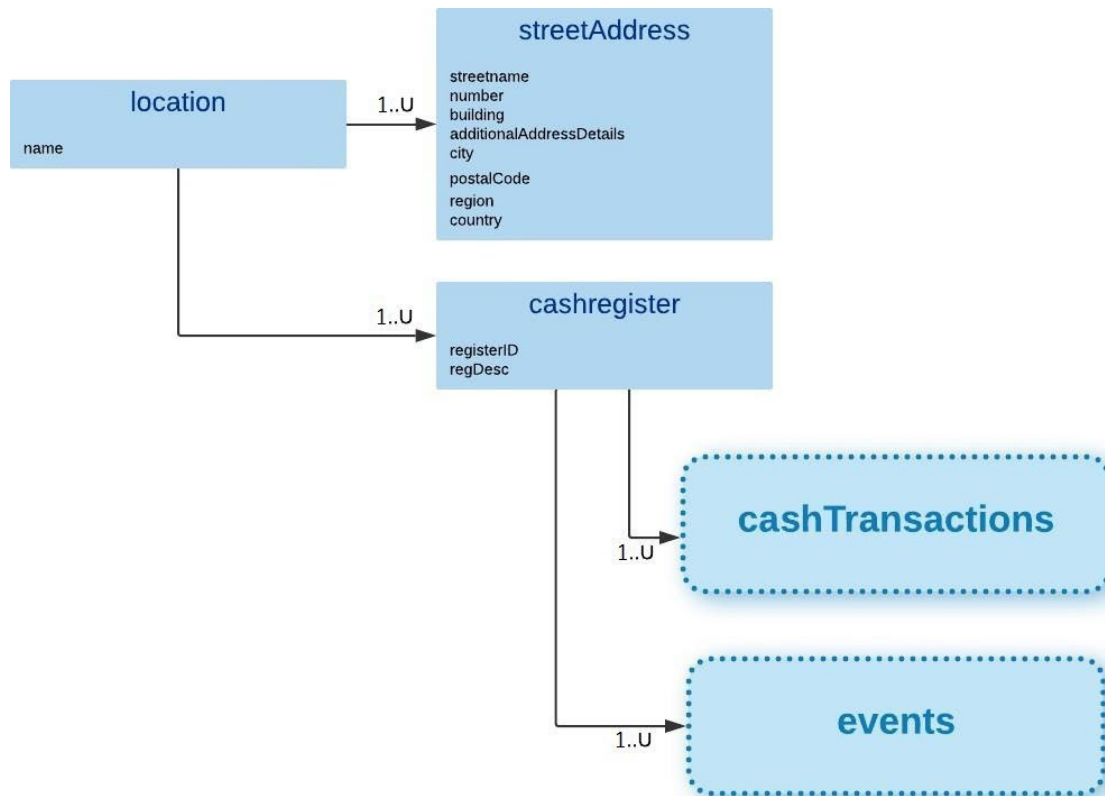 streetAddress
streetname
number
building
additionalAddressDetails
city
postalCode
region
country
location
name
1..U
1..U
cashregister
registerID
regDesc
1..U
cashTransactions
1..U
events